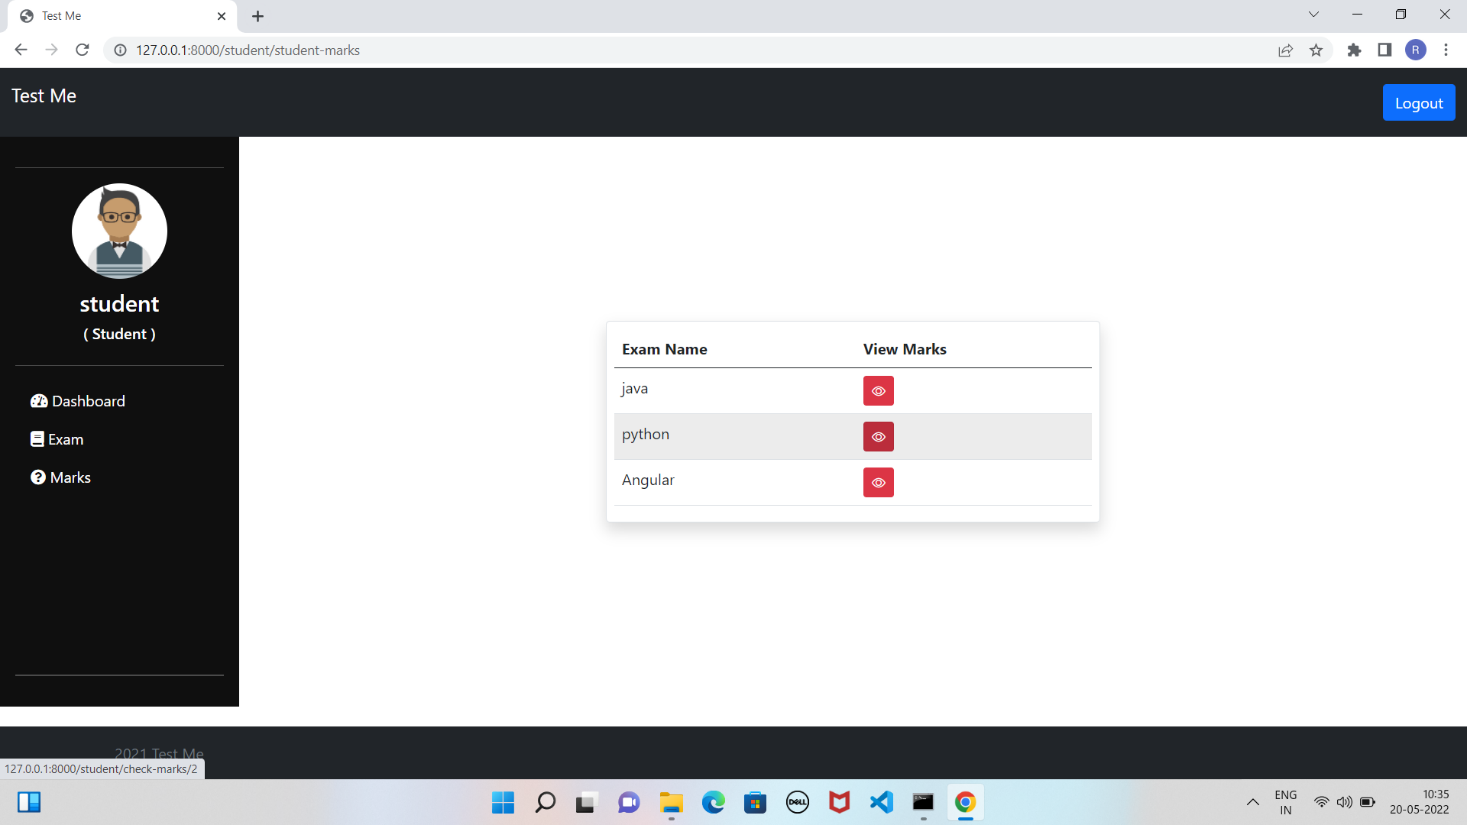 Test Me
127.0.0.1:8000/student/student-marks
R
Test Me
Logout
student
( Student )
Dashboard
Exam
Marks
Exam Name View Marks
java
python
Angular
2021 Test Me
127.0.0.1:8000/student/check-marks/2
DELL
ENG
IN
10:35
20-05-2022